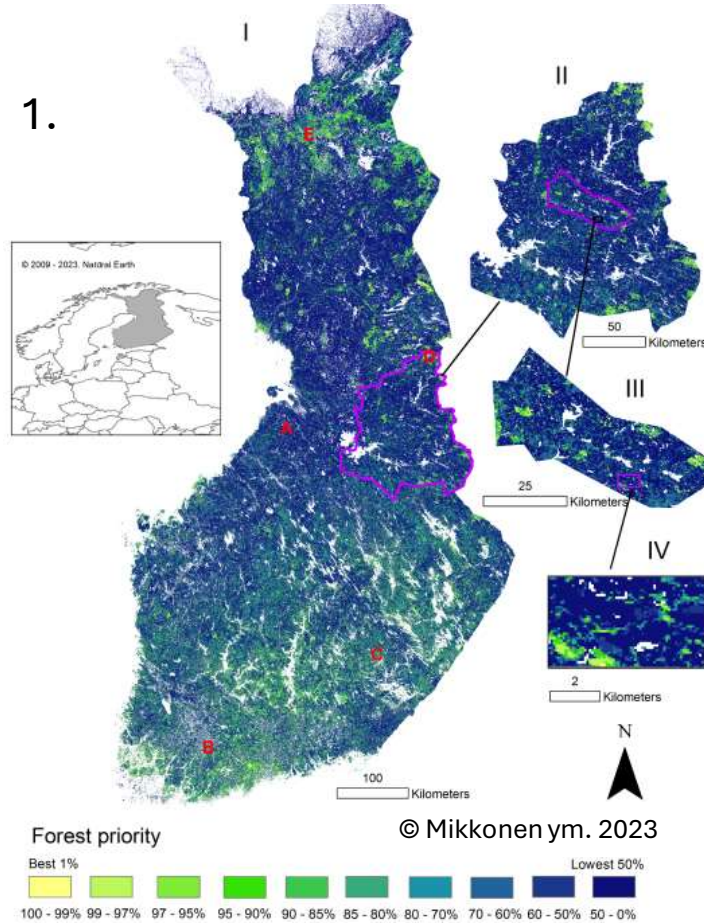 1.
I
II
E
© 2009 - 2023. Natural Earth
50
Kilometers
D
III
A
25
Kilometers
IV
C
2
Kilometers
B
N
100
Kilometers
© Mikkonen ym. 2023
Forest priority
Best 1%
Lowest 50%
100 - 99% 99 - 97% 97 - 95% 95 - 90% 90 - 85% 85 - 80% 80 - 70% 70 - 60% 60 - 50% 50 - 0%